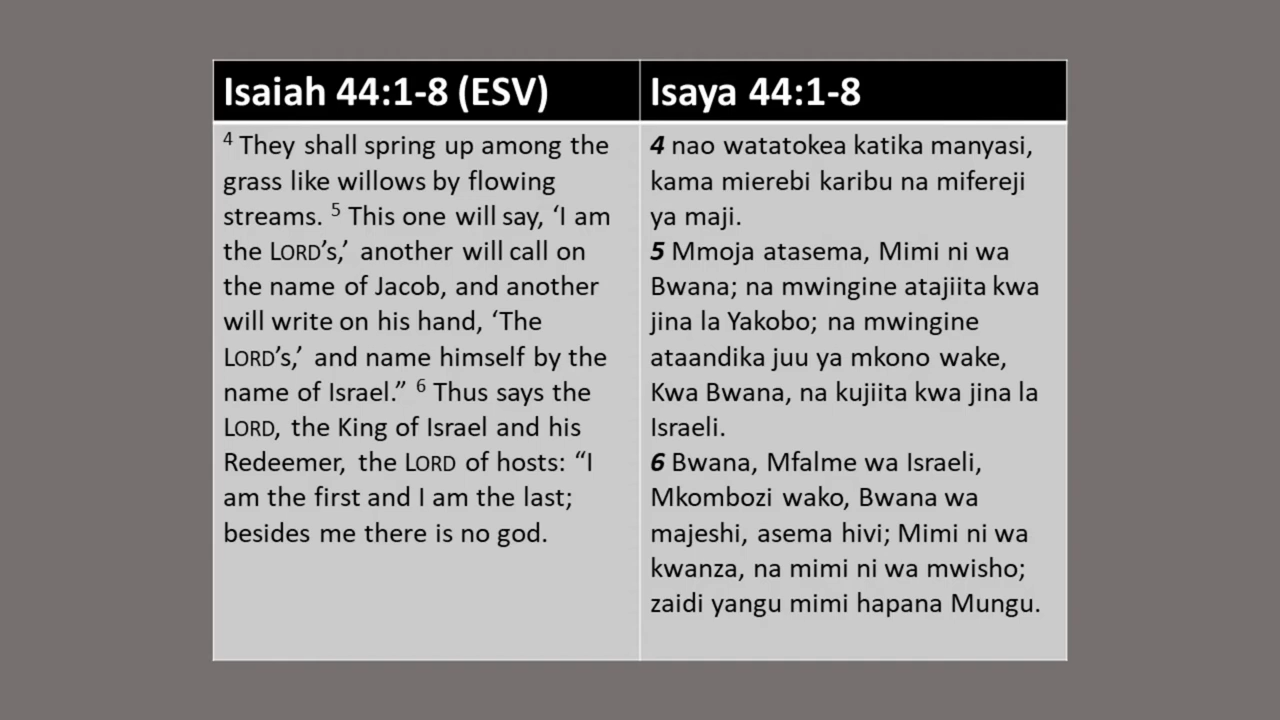 Isaiah 44:1-8 (ESV)
4 They shall spring up among the
grass like willows by flowing
streams. 5 This one will say, ‘I am
the LORD’s,’ another will call on
the name of Jacob, and another
will write on his hand, ‘The
LORD’s,’ and name himself by the
name of Israel.” 6 Thus says the
LORD, the King of Israel and his
Redeemer, the LORD of hosts: “I
am the first and I am the last;
besides me there is no god.
Isaya 44:1-8
4 nao watatokea katika manyasi,
kama mierebi karibu na mifereji
ya maji.
5 Mmoja atasema, Mimi ni wa
Bwana; na mwingine atajiita kwa
jina la Yakobo; na mwingine
ataandika juu ya mkono wake,
Kwa Bwana, na kujiita kwa jina la
Israeli.
6 Bwana, Mfalme wa Israeli,
Mkombozi wako, Bwana wa
majeshi, asema hivi; Mimi ni wa
kwanza, na mimi ni wa mwisho;
zaidi yangu mimi hapana Mungu.